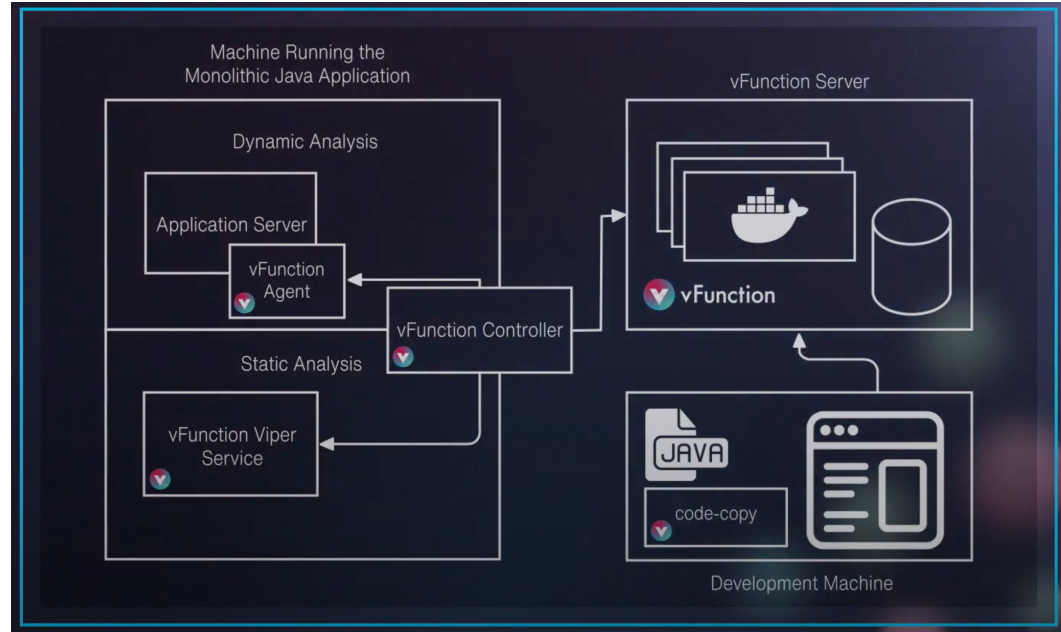 Machine Running the
Monolithic Java Application
Dynamic Analysis
Application Server
vFunction
Agent
vFunction Controller
Static Analysis
vFunction Viper
Service
vFunction Server
vFunction
JAVA
code-copy
Development Machine